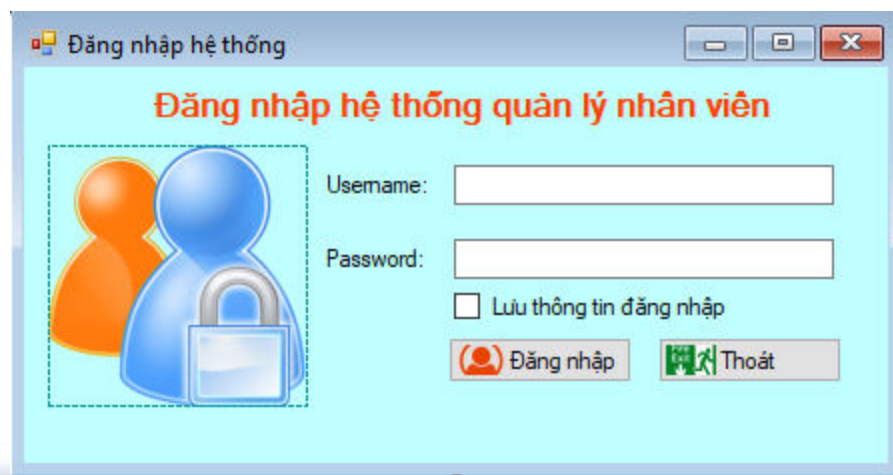 Đăng nhập hệ thống
Đăng nhập hệ thống quản lý nhân viên
Username:
Password:
Lưu thông tin đăng nhập
Đăng nhập
Thoát